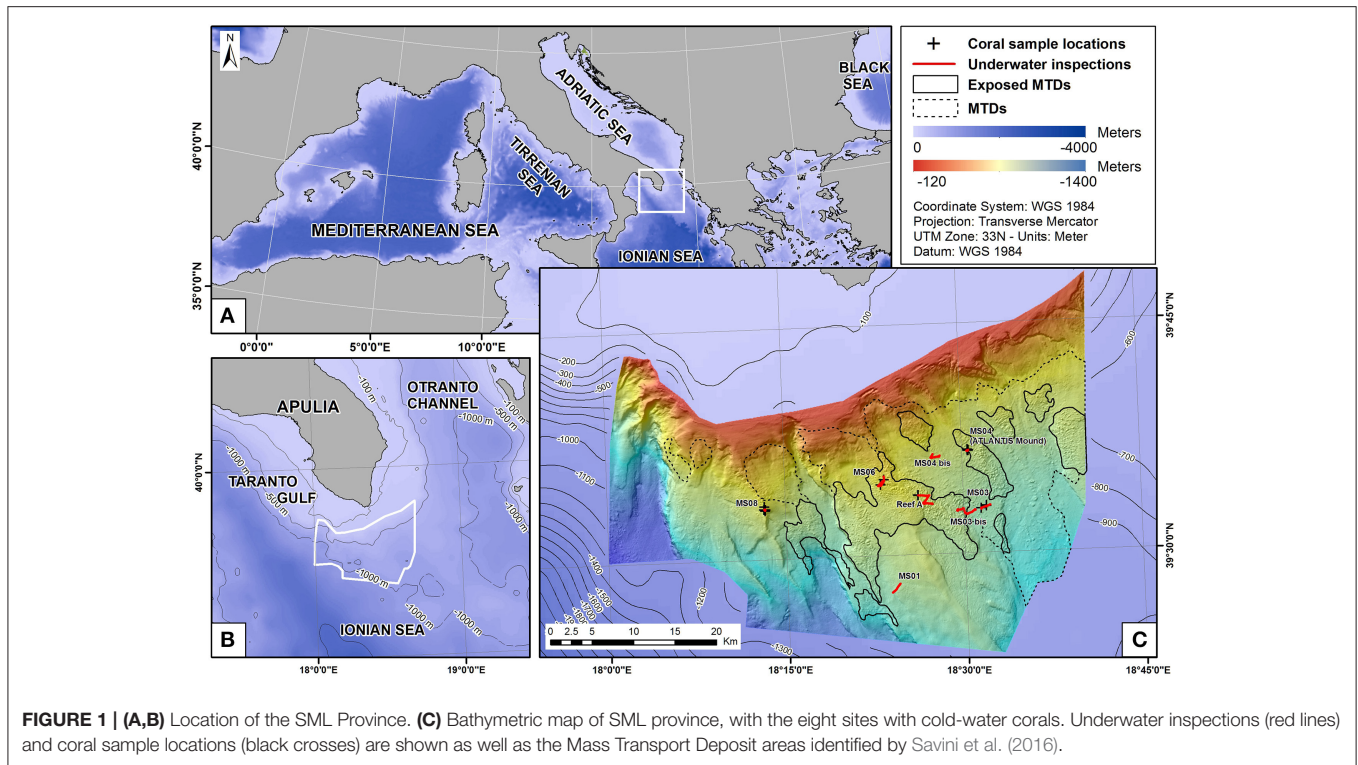 N
ADRIATIC SEA
BLACK
SEA
TIRRENIAN
SEA
MEDITERRANEAN SEA
IONIAN SEA
40°0'0"N
35°0'0"N
A
0°0'0"
5°0'0"E
10°0'0"E
Coral sample locations
Underwater inspections
Exposed MTDs
MTDs
Meters
0
-4000
Meters
-120
-1400
Coordinate System: WGS 1984
Projection: Transverse Mercator
UTM Zone: 33N - Units: Meter
Datum: WGS 1984
APULIA
OTRANTO
CHANNEL
TARANTO
GULF
IONIAN SEA
-100 m
-500 m
-1000 m
-100 m
-500 m
-1000 m
-1000 m
-500 m
-1000 m
-1000 m
-1000 m
-1000 m
40°0'0"N
B
18°0'0"E
19°0'0"E
-100
-200
-300
-400
-500
-600
-700
-800
-900
-1000
-1100
-1200
-1300
-1400
-1500
-1600
MS04
(ATLANTIS Mound)
MS04 bis
MS06
Reef A
MS03
MS03-bis
MS08
MS01
39°45'0"N
39°30'0"N
0 2.5 5 10 15 20
Km
C
18°0'0"E
18°15'0"E
18°30'0"E
18°45'0"E
FIGURE 1 | (A,B) Location of the SML Province. (C) Bathymetric map of SML province, with the eight sites with cold-water corals. Underwater inspections (red lines)
and coral sample locations (black crosses) are shown as well as the Mass Transport Deposit areas identified by Savini et al. (2016).